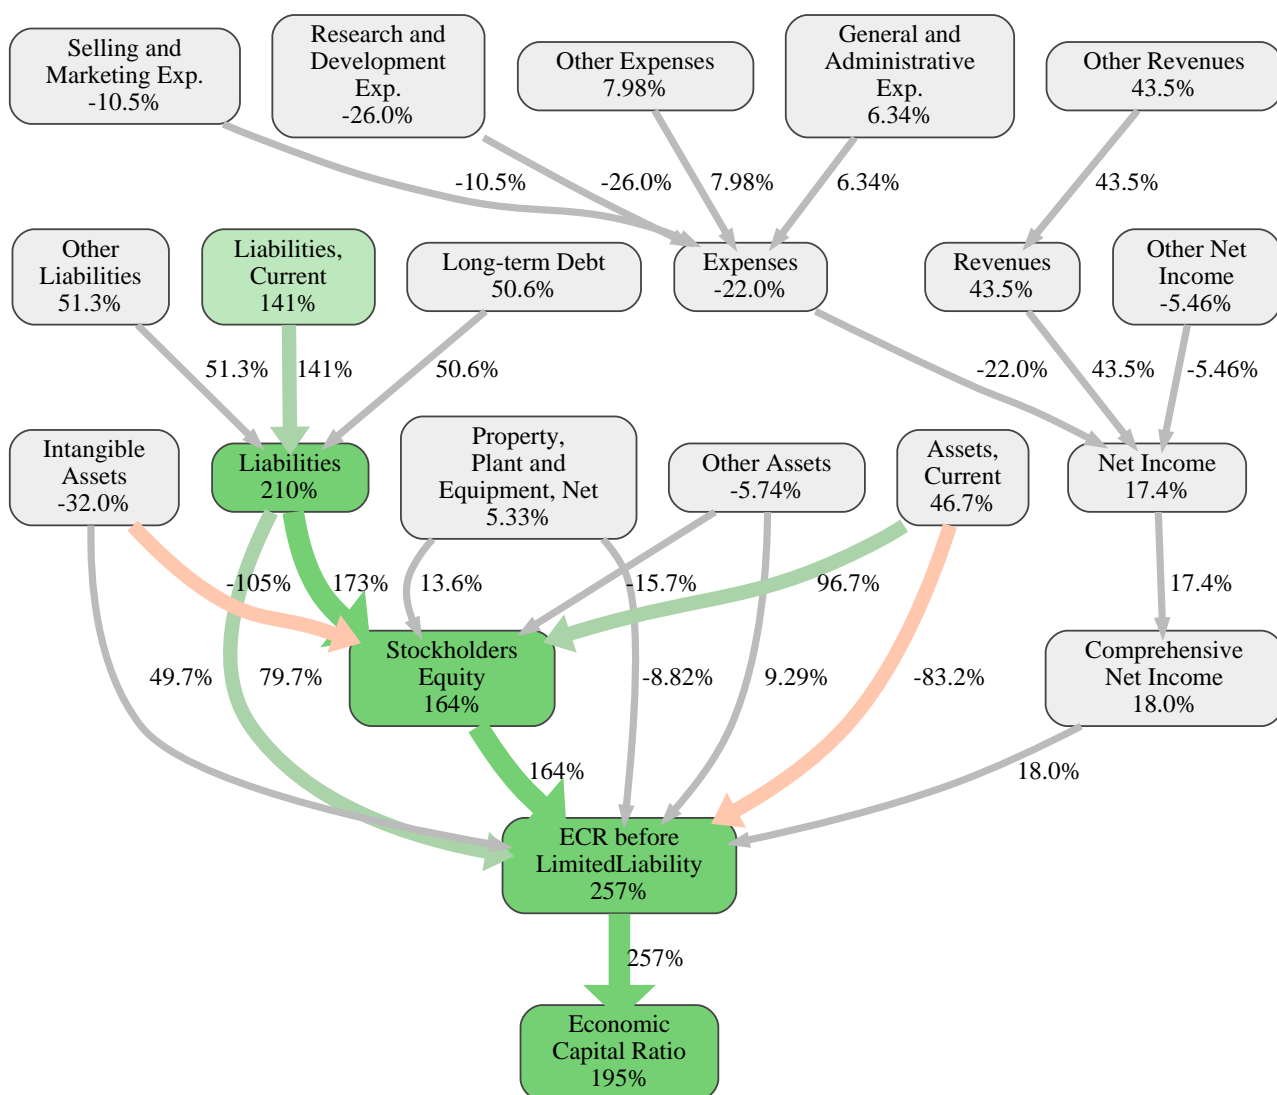 Selling and
Marketing Exp.
-10.5%
Research and
Development
Exp.
-26.0%
Other Expenses
7.98%
General and
Administrative
Exp.
6.34%
Other Revenues
43.5%
-10.5%
-26.0%
7.98%
6.34%
43.5%
Other
Liabilities
51.3%
Liabilities,
Current
141%
Long-term Debt
50.6%
Expenses
-22.0%
Revenues
43.5%
Other Net
Income
-5.46%
51.3%
141%
50.6%
-22.0%
43.5%
-5.46%
Intangible
Assets
-32.0%
Liabilities
210%
Property,
Plant and
Equipment, Net
5.33%
Other Assets
-5.74%
Assets,
Current
46.7%
Net Income
17.4%
-105%
173%
13.6%
-15.7%
96.7%
17.4%
Stockholders
Equity
164%
Comprehensive
Net Income
18.0%
49.7%
79.7%
-8.82%
9.29%
-83.2%
164%
18.0%
ECR before
LimitedLiability
257%
257%
Economic
Capital Ratio
195%